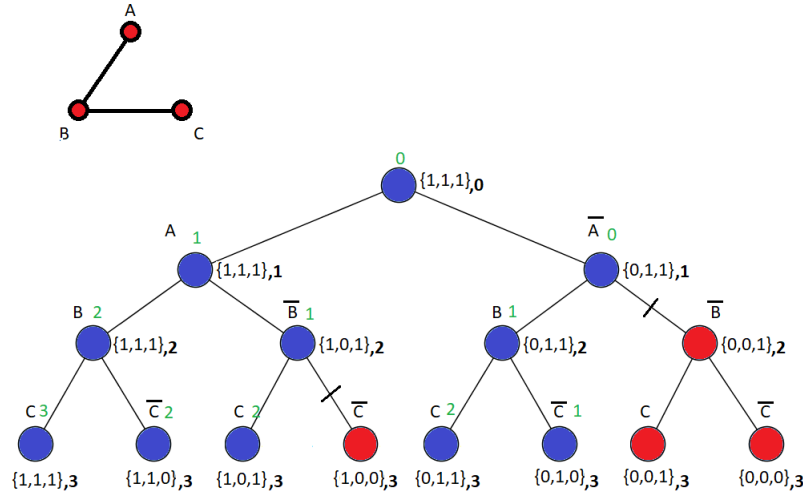 A
B C
0
{1,1,1},0
A 1
A̅ 0
{1,1,1},1
{0,1,1},1
B 2
B̅ 1
B 1
B̅
{1,1,1},2
{1,0,1},2
{0,1,1},2
{0,0,1},2
C 3
C̅ 2
C 2
C̅
C 2
C̅ 1
C
C̅
{1,1,1},3
{1,1,0},3
{1,0,1},3
{1,0,0},3
{0,1,1},3
{0,1,0},3
{0,0,1},3
{0,0,0},3